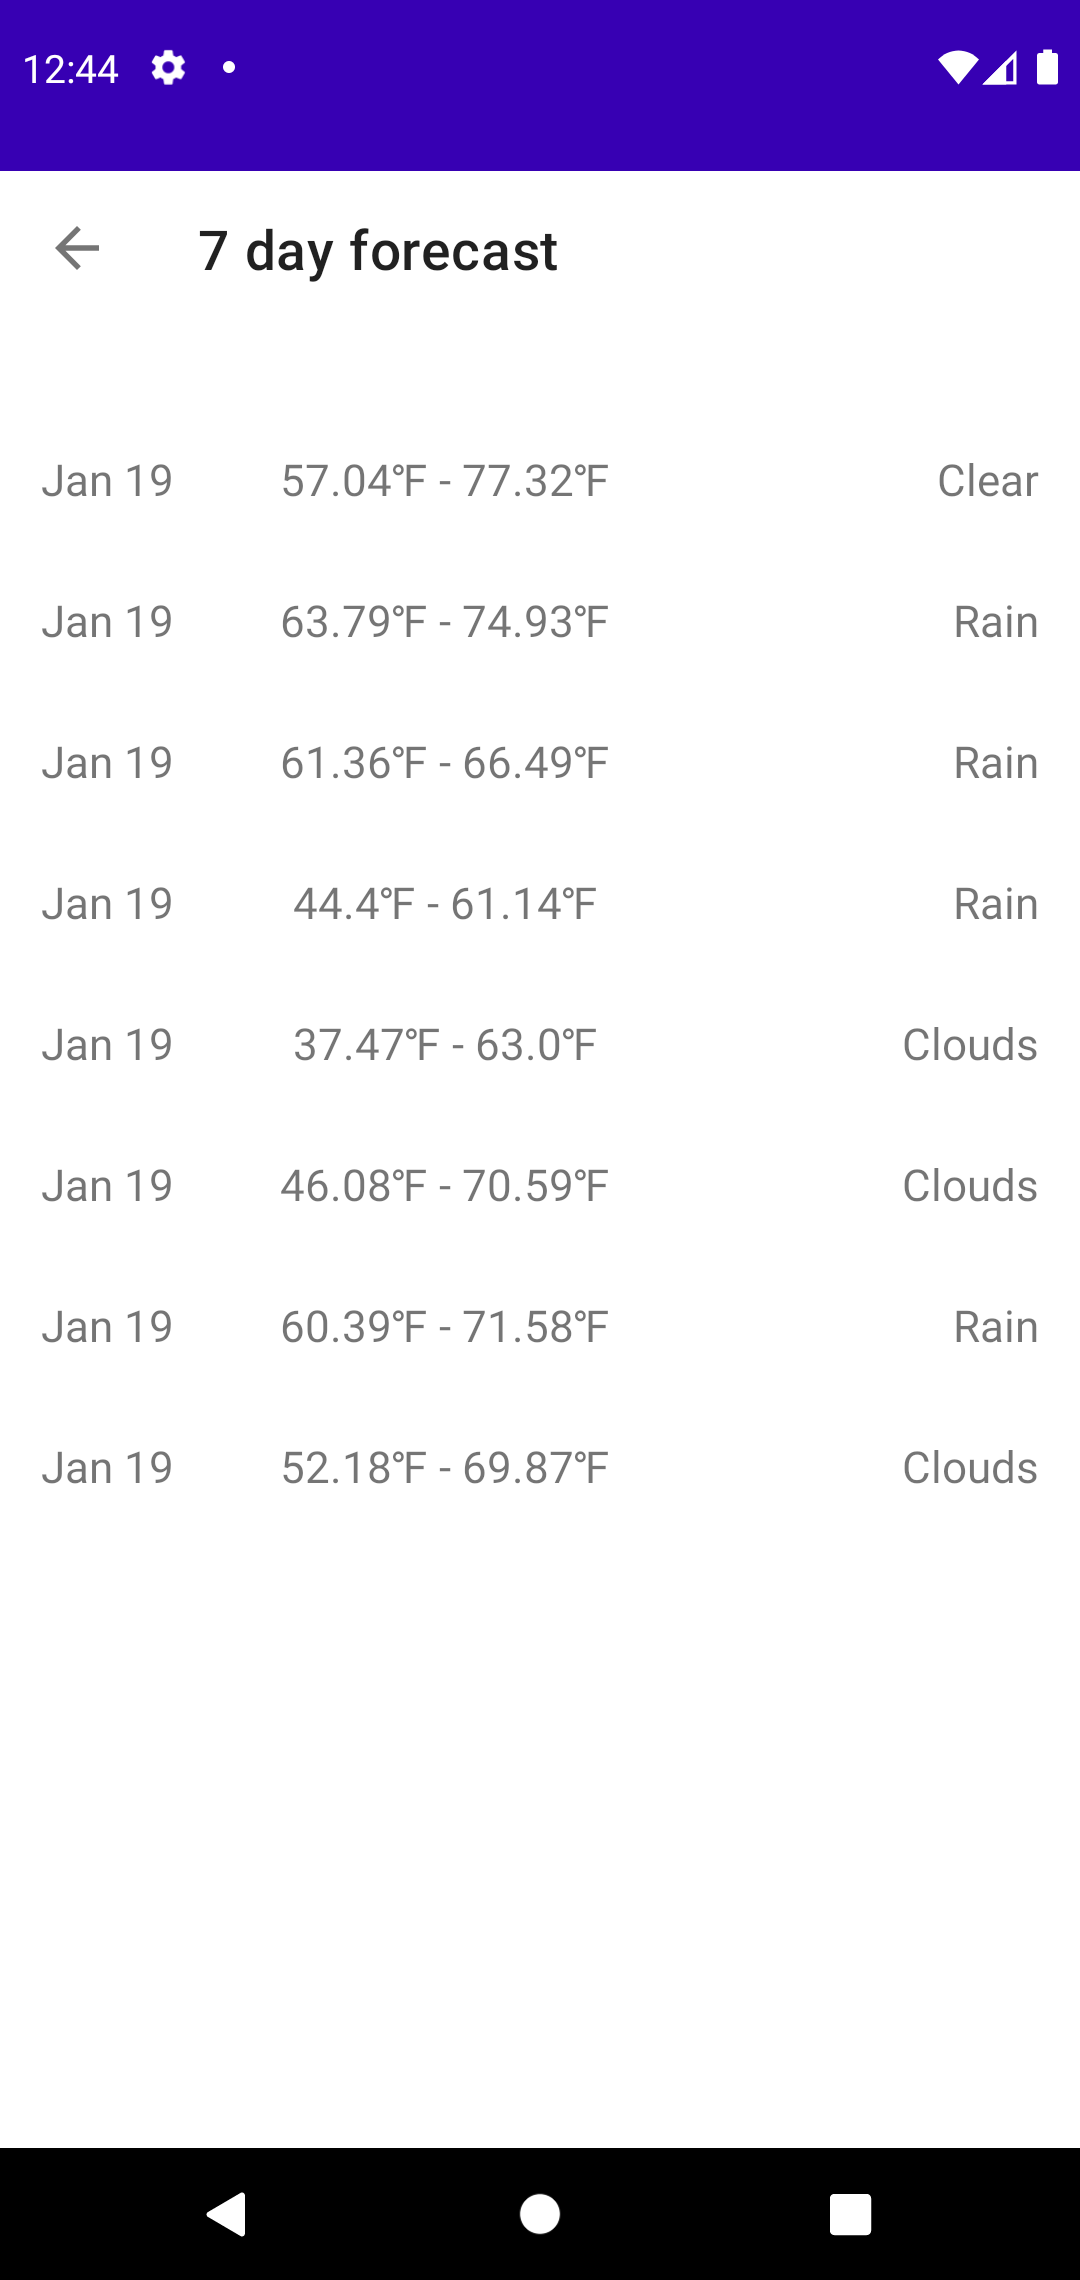 12:44
7 day forecast
Jan 19 57.04℉ - 77.32℉ Clear
Jan 19 63.79℉ - 74.93℉ Rain
Jan 19 61.36℉ - 66.49℉ Rain
Jan 19 44.4℉ - 61.14℉ Rain
Jan 19 37.47℉ - 63.0℉ Clouds
Jan 19 46.08℉ - 70.59℉ Clouds
Jan 19 60.39℉ - 71.58℉ Rain
Jan 19 52.18℉ - 69.87℉ Clouds